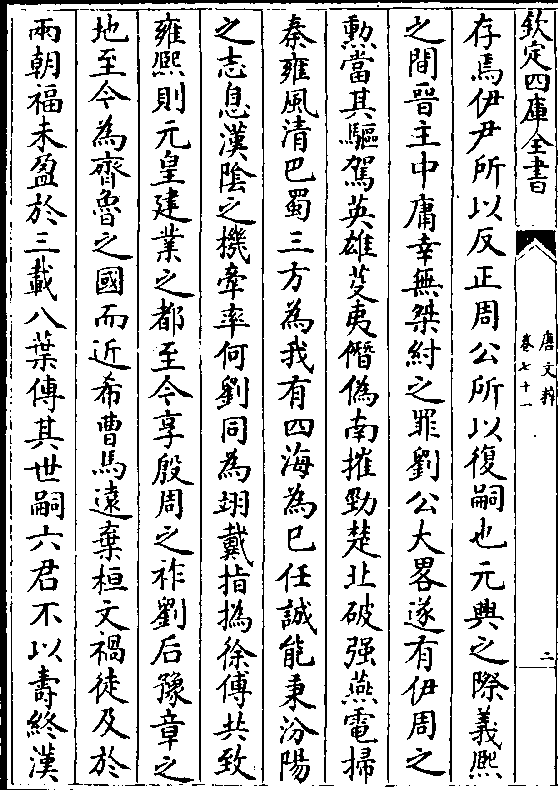 欽定四庫全書
唐文粹
卷七十一
二
存焉伊尹所以反正周公所以復嗣也元興之際義熙
之間晉主中庸幸無桀紂之罪劉公大畧遂有伊周之
勲當其驅駕英雄芟夷僭偽南摧勁楚北破强燕電掃
秦雍風清巴蜀三方為我有四海為已任誠能秉汾陽
之志息漢陰之機牽率何劉同為翊戴指撝徐傅共致
雍熈則元皇建業之都至今享殷周之祚劉后豫章之
地至今為齊魯之國而近希曹馬遠棄桓文禍徒及於
兩朝福未盈於三載八葉傳其世嗣六君不以壽終漢